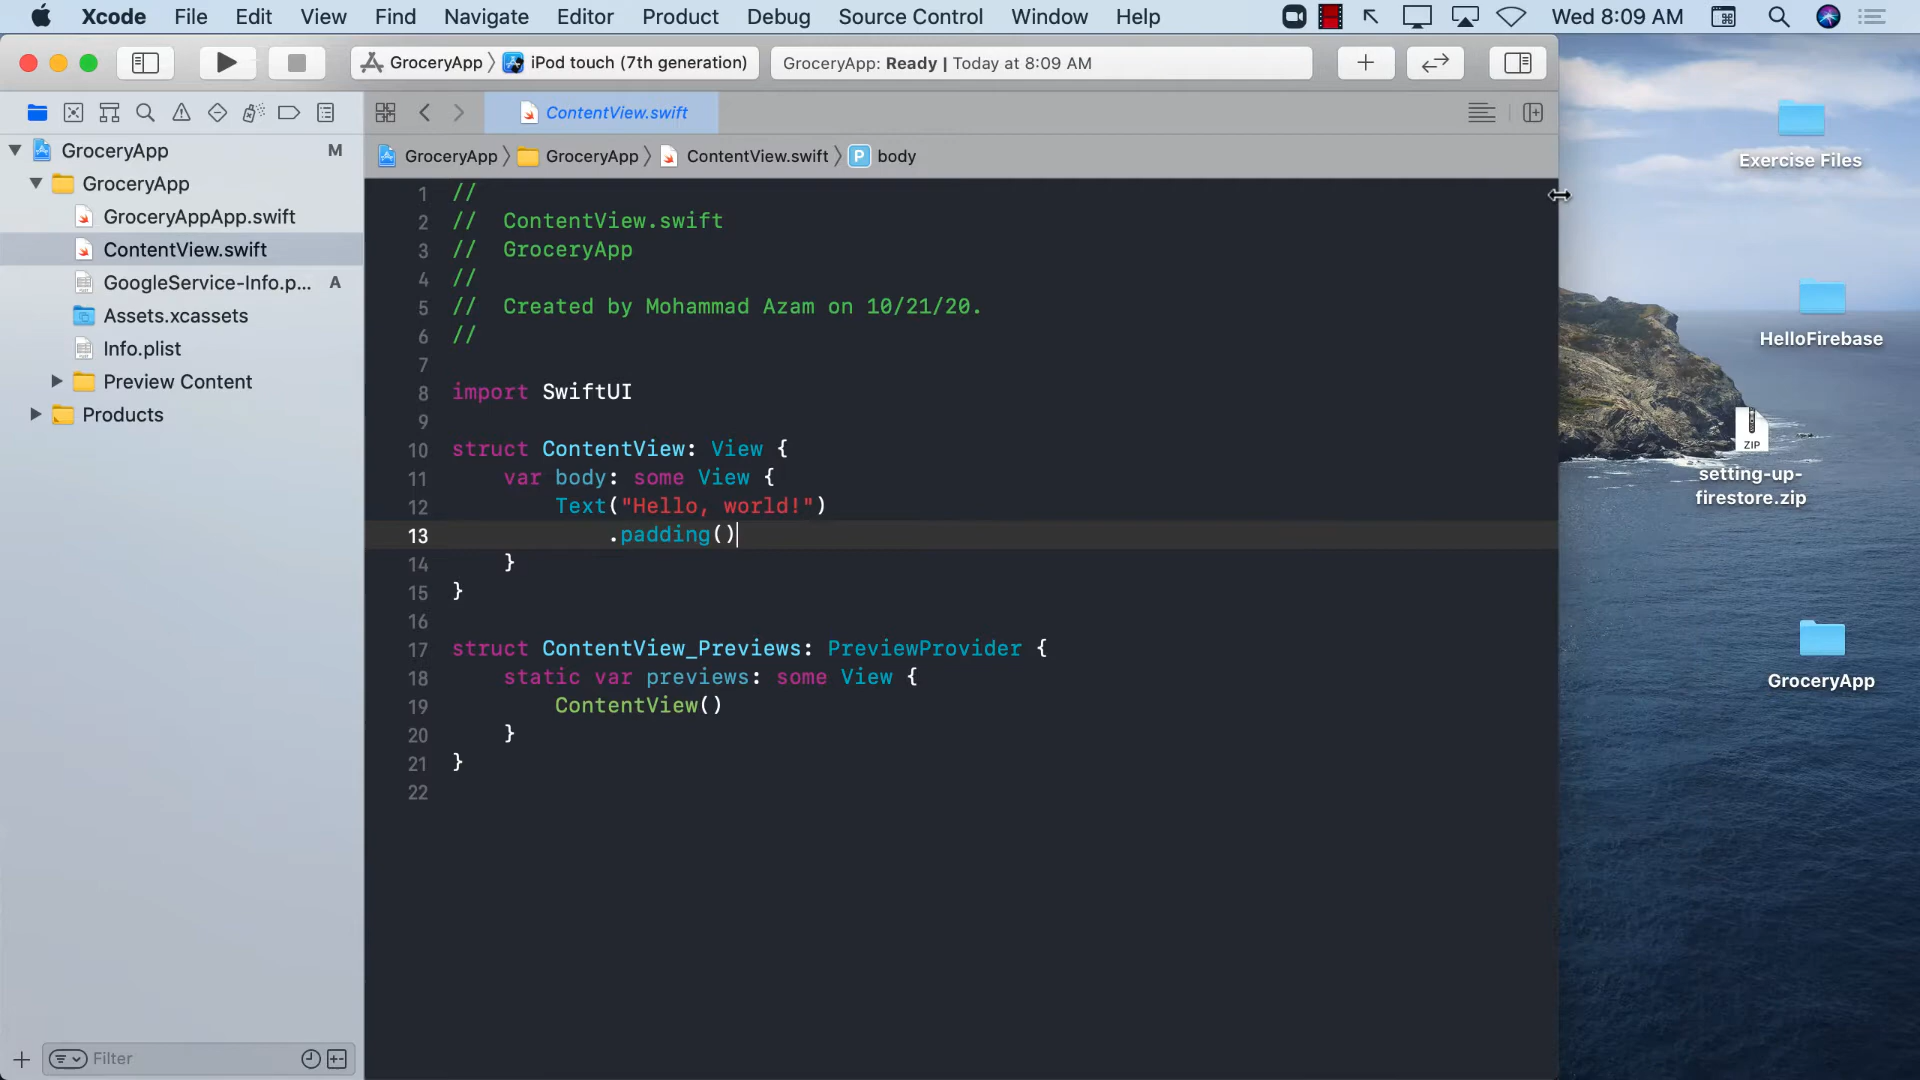 Xcode File Edit View Find Navigate Editor Product Debug Source Control Window Help Wed 8:09 AM
GroceryApp iPod touch (7th generation) GroceryApp: Ready | Today at 8:09 AM
ContentView.swift
GroceryApp GroceryApp ContentView.swift P body
GroceryApp M
GroceryApp
GroceryAppApp.swift
ContentView.swift
GoogleService-Info.p... A
Assets.xcassets
Info.plist
Preview Content
Products
Filter
1 //
2 // ContentView.swift
3 // GroceryApp
4 //
5 // Created by Mohammad Azam on 10/21/20.
6 //
7
8 import SwiftUI
9
10 struct ContentView: View {
11 var body: some View {
12 Text("Hello, world!")
13 .padding()
14 }
15 }
16
17 struct ContentView_Previews: PreviewProvider {
18 static var previews: some View {
19 ContentView()
20 }
21 }
22
Exercise Files
HelloFirebase
ZIP
setting-up-
firestore.zip
GroceryApp